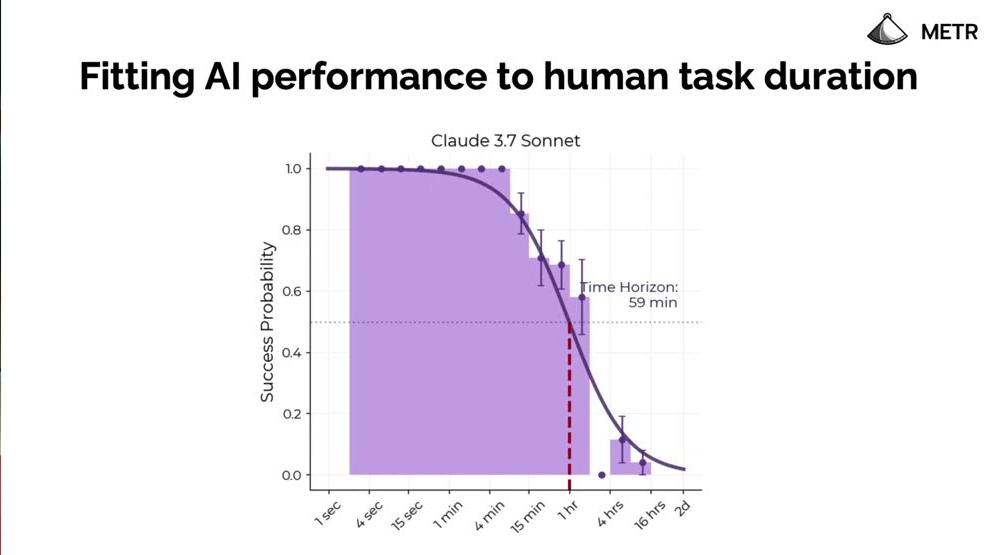 METR
Fitting AI performance to human task duration
Claude 3.7 Sonnet
1.0
0.8
0.6
0.4
0.2
0.0
Success Probability
Time Horizon:
59 min
1 sec
4 sec
15 sec
1 min
4 min
15 min
1 hr
4 hrs
16 hrs
2d